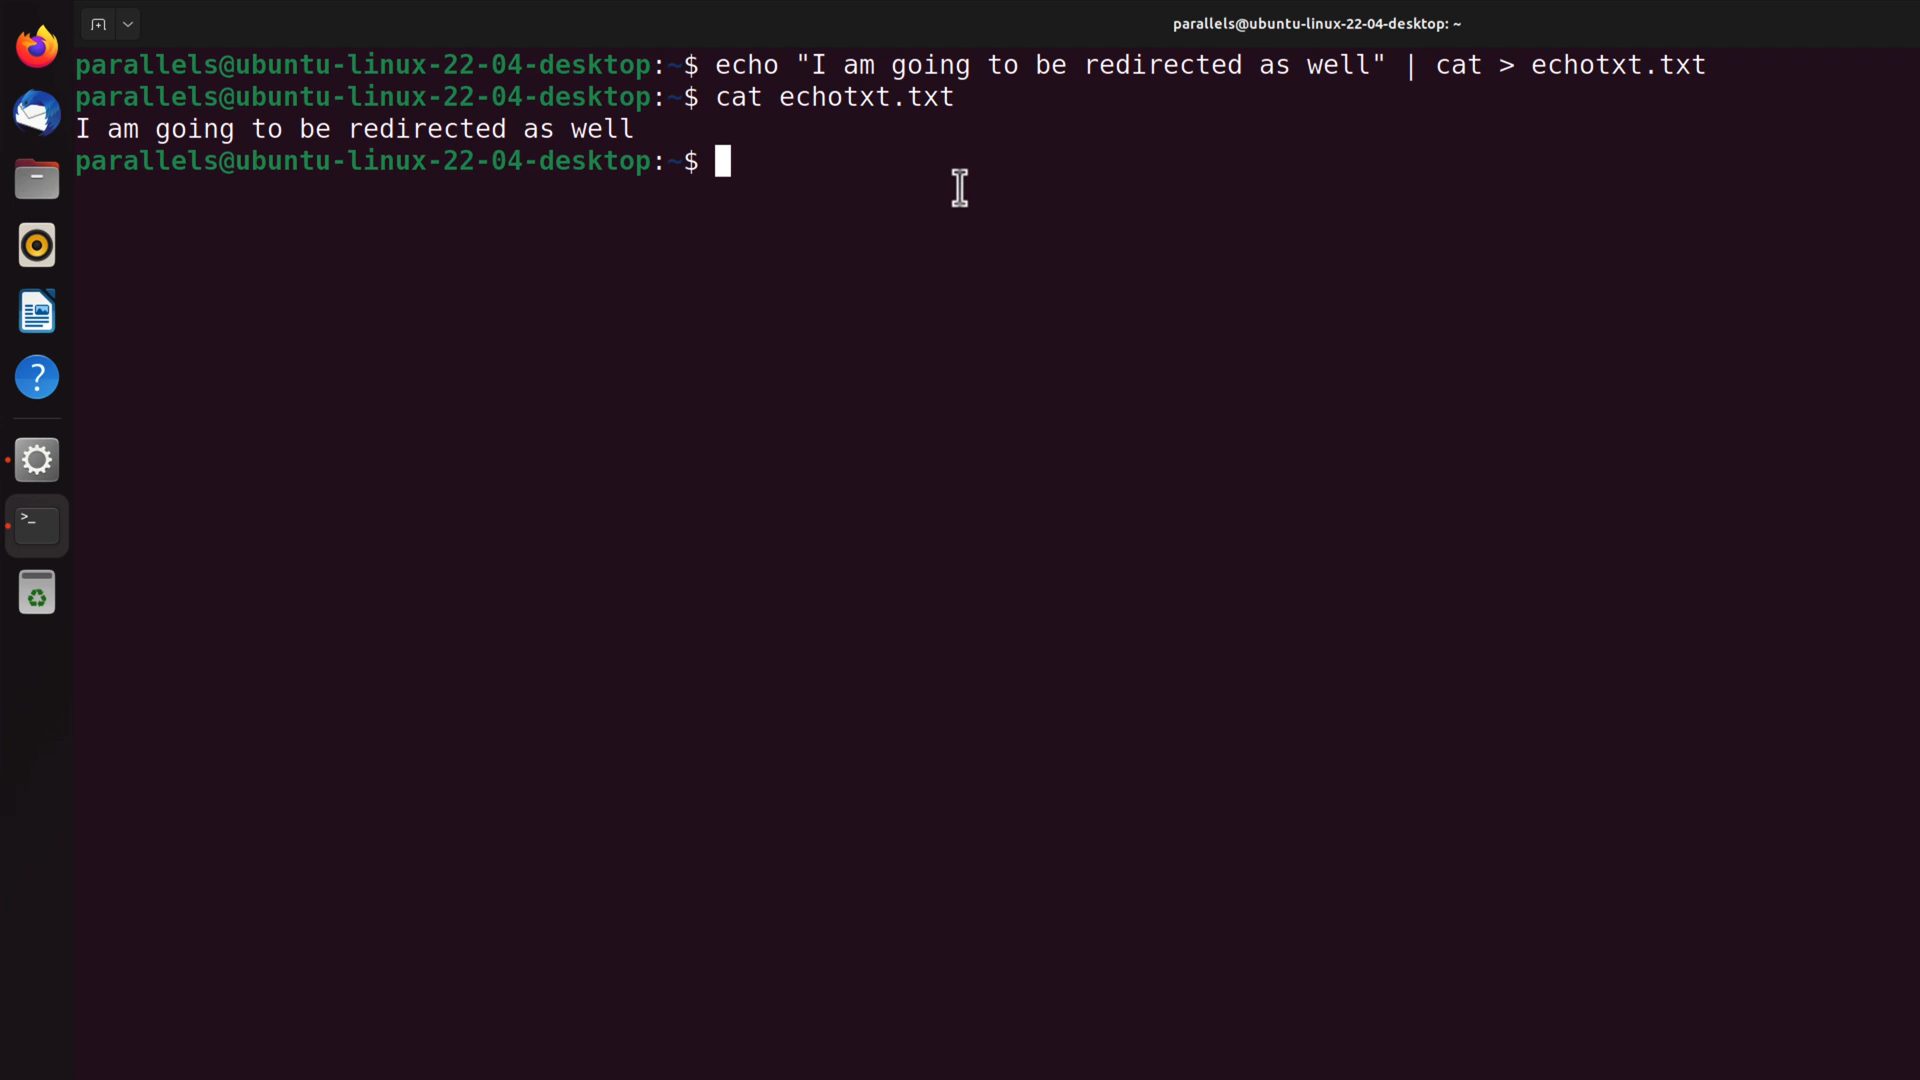 parallels@ubuntu-linux-22-04-desktop: ~
parallels@ubuntu-linux-22-04-desktop:~$ echo "I am going to be redirected as well" | cat > echotxt.txt
parallels@ubuntu-linux-22-04-desktop:~$ cat echotxt.txt
I am going to be redirected as well
parallels@ubuntu-linux-22-04-desktop:~$